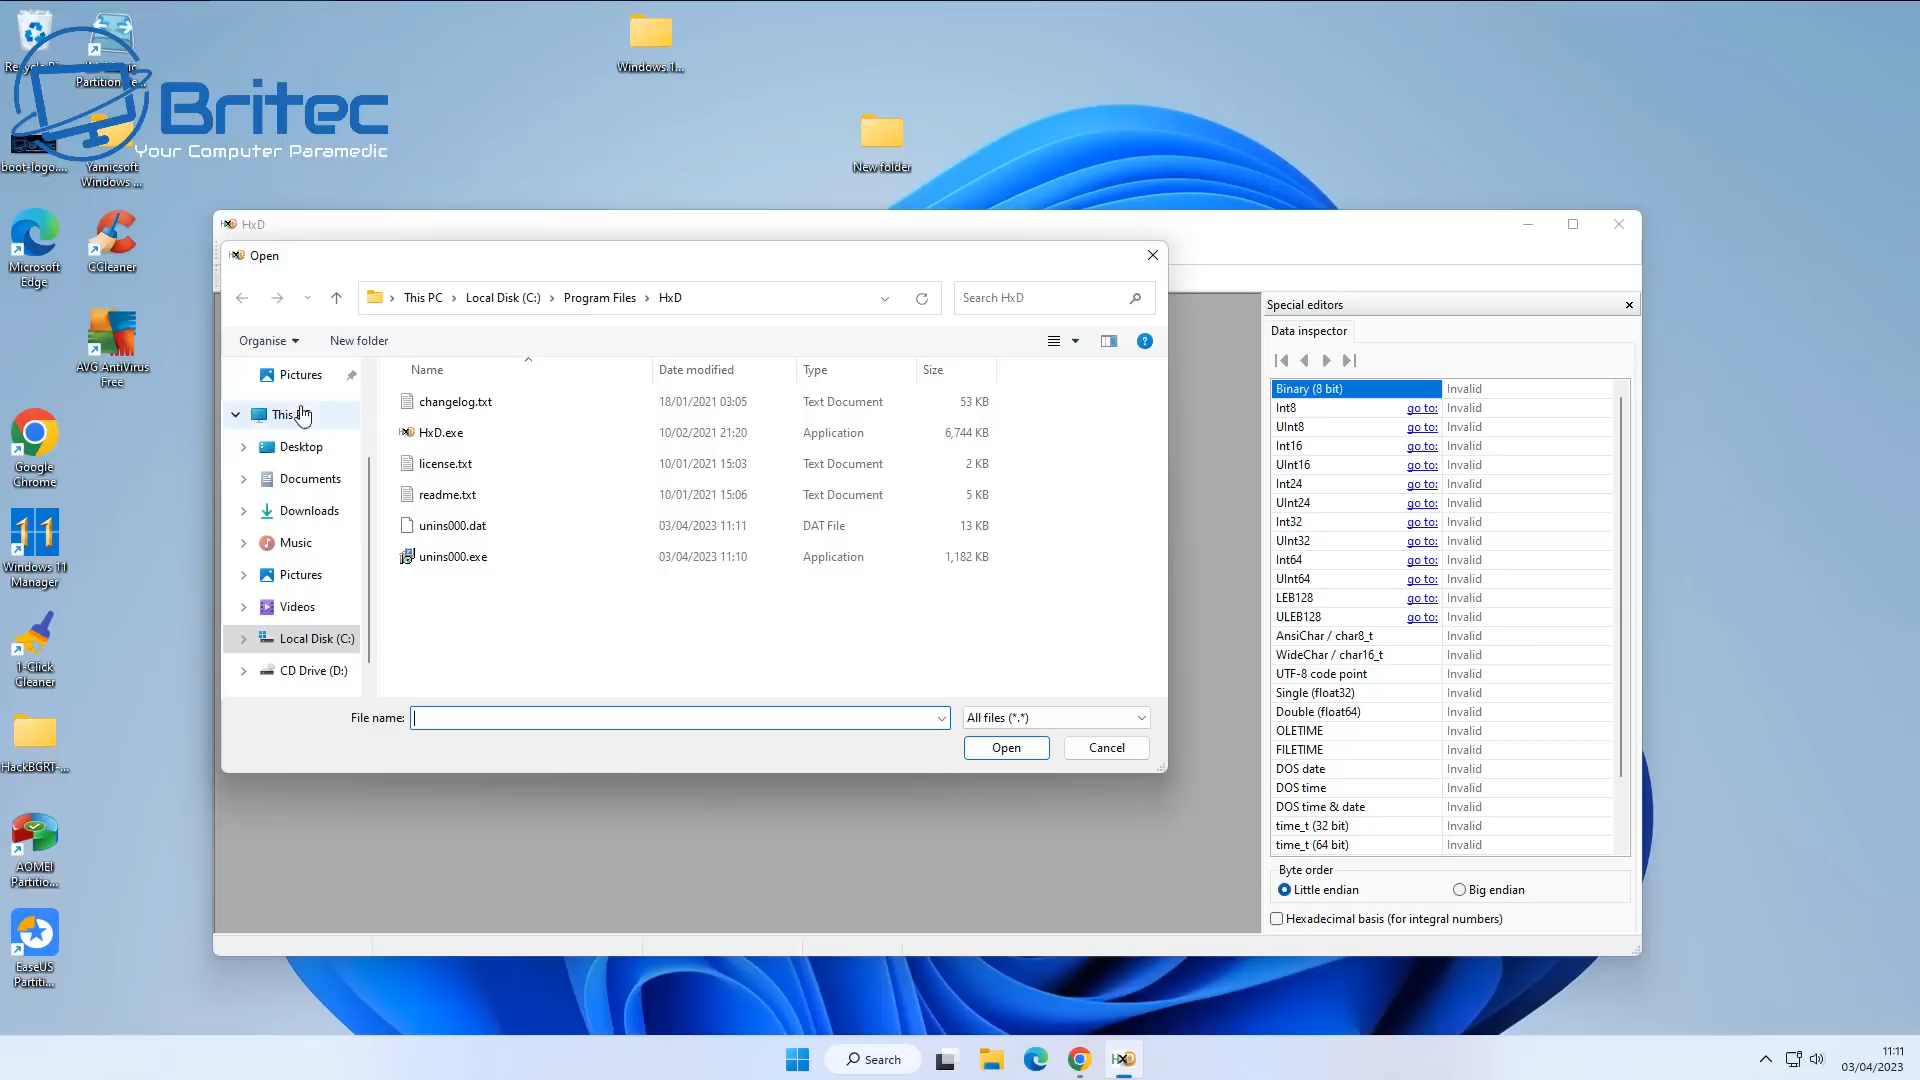 Windows.1...
Partition ...
Britec
Your Computer Paramedic
boot-logo....
Yamicsoft
Windows ...
New folder
Microsoft
Edge
CCleaner
AVG AntiVirus
Free
Google
Chrome
Windows 11
Manager
1-Click
Cleaner
HackBGRT-...
AOMEI
Partitio...
EaseUS
Partiti...
HxD
Open
This PC
Local Disk (C:)
Program Files
HxD
Search HxD
Organise
New folder
Name
Date modified
Type
Size
Pictures
This
Desktop
Documents
Downloads
Music
Pictures
Videos
Local Disk (C:)
CD Drive (D:)
changelog.txt 18/01/2021 03:05 Text Document 53 KB
HxD.exe 10/02/2021 21:20 Application 6,744 KB
license.txt 10/01/2021 15:03 Text Document 2 KB
readme.txt 10/01/2021 15:06 Text Document 5 KB
unins000.dat 03/04/2023 11:11 DAT File 13 KB
unins000.exe 03/04/2023 11:10 Application 1,182 KB
File name:
All files (*.*)
Open
Cancel
Special editors
Data inspector
Binary (8 bit) Invalid
Int8 go to: Invalid
UInt8 go to: Invalid
Int16 go to: Invalid
UInt16 go to: Invalid
Int24 go to: Invalid
UInt24 go to: Invalid
Int32 go to: Invalid
UInt32 go to: Invalid
Int64 go to: Invalid
UInt64 go to: Invalid
LEB128 go to: Invalid
ULEB128 go to: Invalid
AnsiChar / char8_t Invalid
WideChar / char16_t Invalid
UTF-8 code point Invalid
Single (float32) Invalid
Double (float64) Invalid
OLETIME Invalid
FILETIME Invalid
DOS date Invalid
DOS time Invalid
DOS time & date Invalid
time_t (32 bit) Invalid
time_t (64 bit) Invalid
Byte order
Little endian
Big endian
Hexadecimal basis (for integral numbers)
Search
11:11
03/04/2023